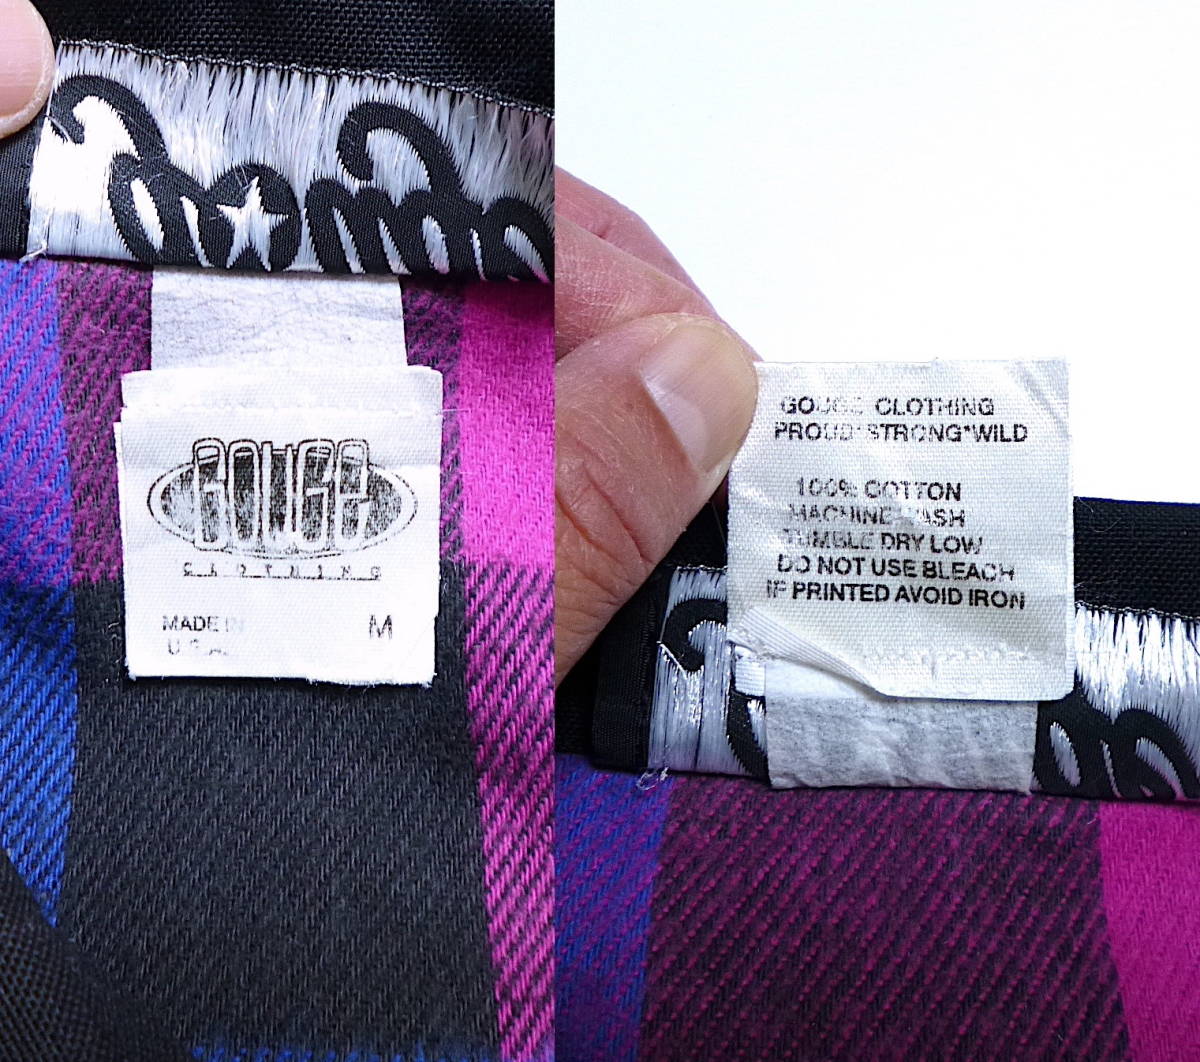 GOUGE
CLOTHING
MADE IN
U.S.A.
M
GOUGE CLOTHING
PROUD*STRONG*WILD
100% COTTON
MACHINE WASH
TUMBLE DRY LOW
DO NOT USE BLEACH
IF PRINTED AVOID IRON